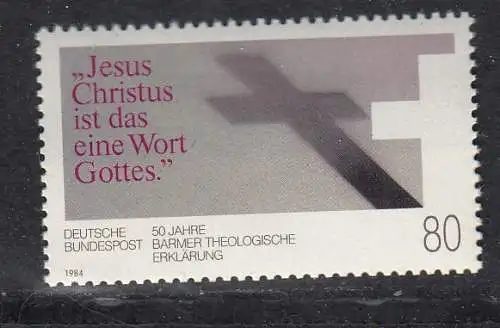 „Jesus
Christus
ist das
eine Wort
Gottes.”
DEUTSCHE
BUNDESPOST
50 JAHRE
BARMER THEOLOGISCHE
ERKLÄRUNG
80
1984